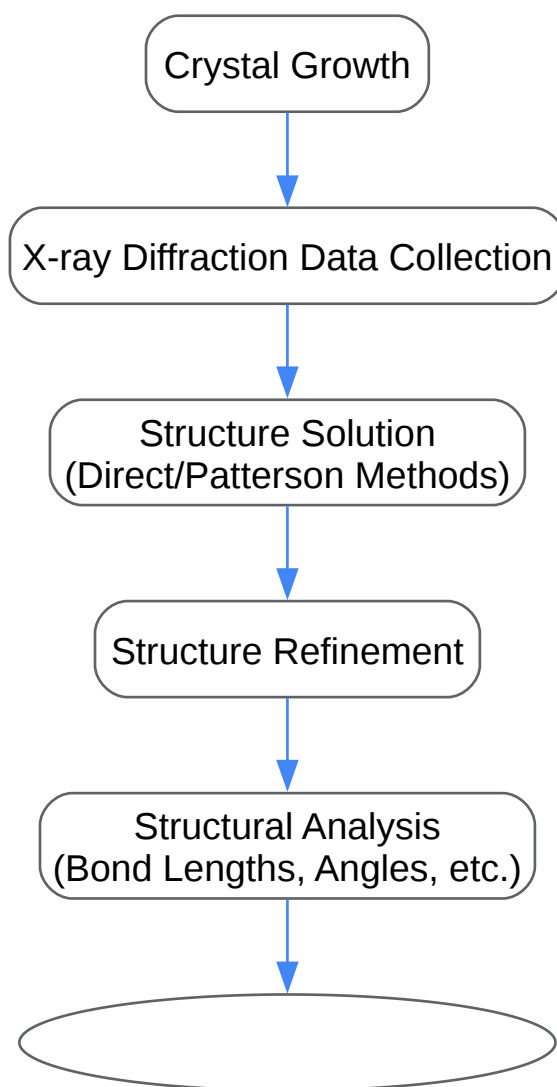 Crystal Growth
X-ray Diffraction Data Collection
Structure Solution
(Direct/Patterson Methods)
Structure Refinement
Structural Analysis
(Bond Lengths, Angles, etc.)